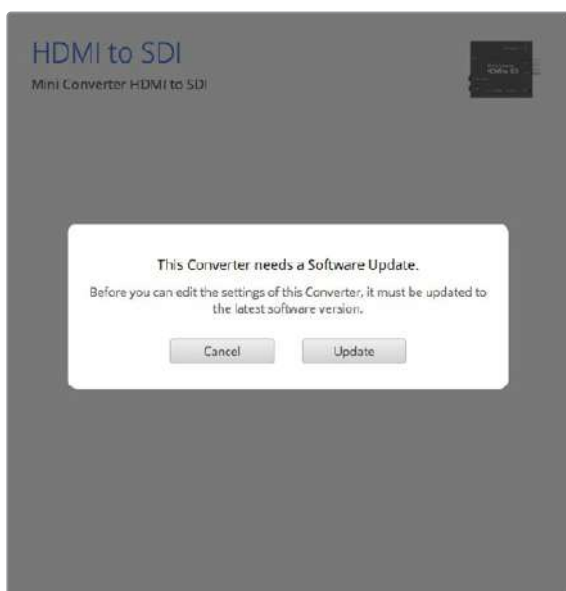 HDMI to SDI
Mini Converter HDMI to SDI
This Converter needs a Software Update.
Before you can edit the settings of this Converter, it must be updated to
the latest software version.
Cancel
Update